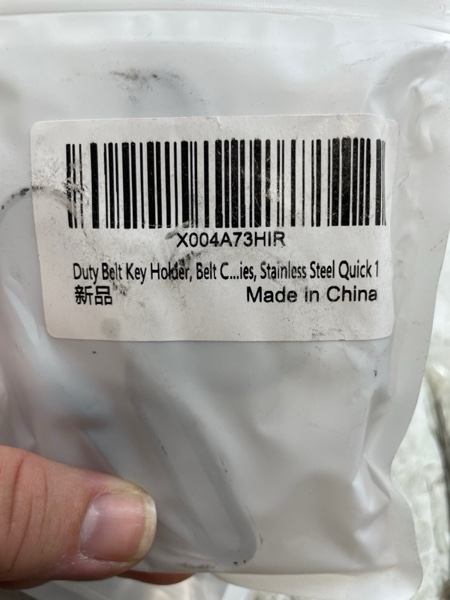 X004A73HIR
Duty Belt Key Holder, Belt C...ies, Stainless Steel Quick 1
新品
Made in China